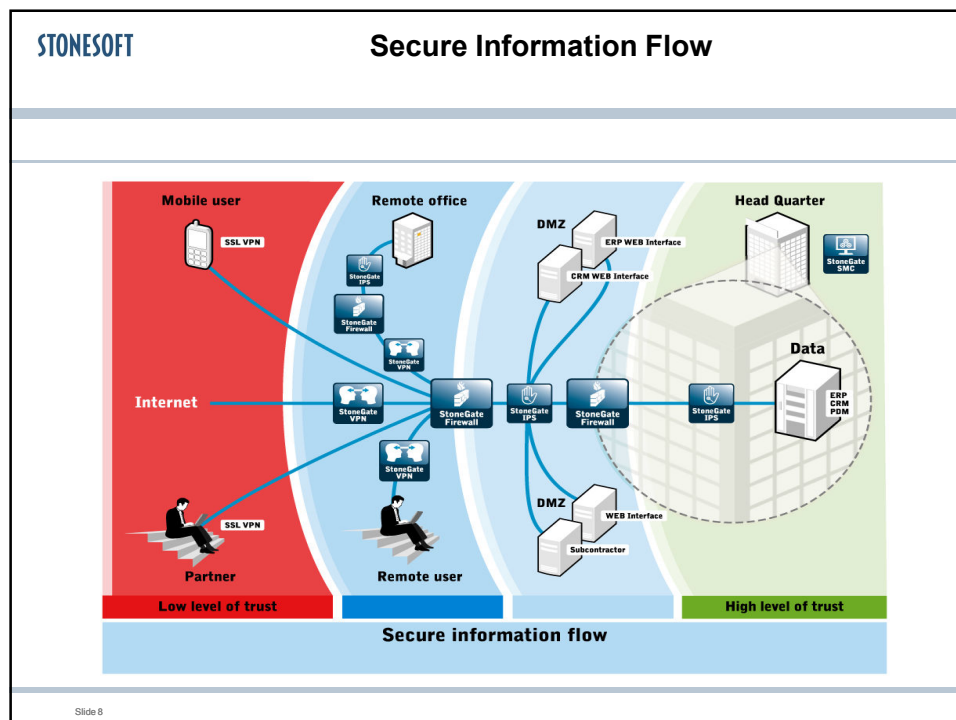 STONESOFT
Secure Information Flow
Mobile user
SSL VPN
Remote office
StoneGate
IPS
StoneGate
Firewall
StoneGate
VPN
DMZ
ERP WEB Interface
CRM WEB Interface
Head Quarter
StoneGate
SMC
Internet
StoneGate
VPN
StoneGate
Firewall
StoneGate
IPS
StoneGate
Firewall
StoneGate
IPS
Data
ERP
CRM
PDM
Partner
SSL VPN
StoneGate
VPN
Remote user
DMZ
WEB Interface
Subcontractor
Low level of trust
High level of trust
Secure information flow
Slide 8